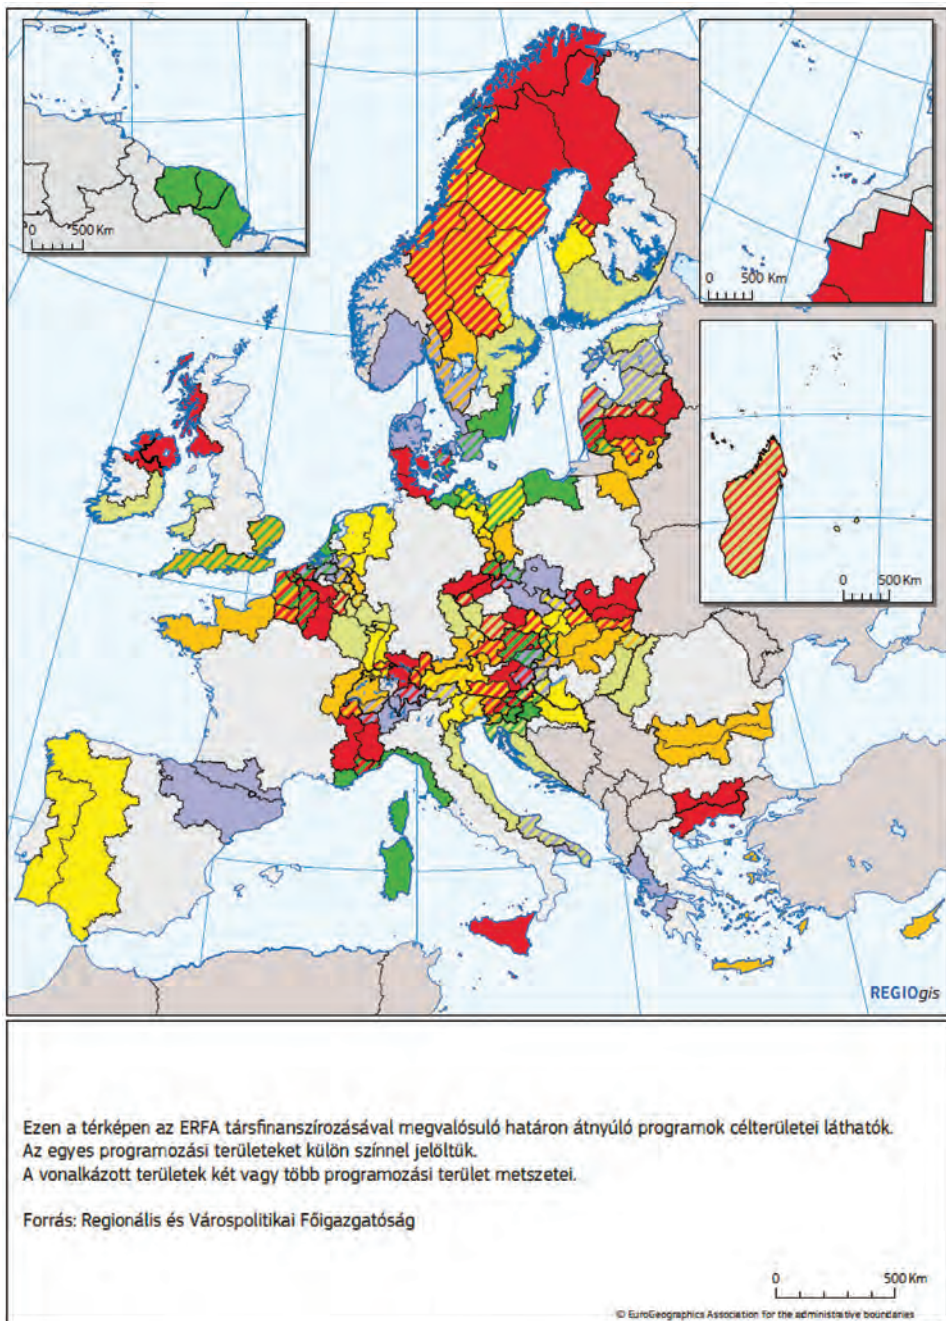 0 500 Km
0 500 Km
0 500 Km
REGIOgis
Ezen a térképen az ERFA társfinanszírozásával megvalósuló határon átnyúló programok célterületei láthatók.
Az egyes programozási területeket külön színnel jelöltük.
A vonalkázott területek két vagy több programozási terület metszetei.
Forrás: Regionális és Várospolitikai Főigazgatóság
0 500 Km
© EuroGeographics Association for the administrative boundaries